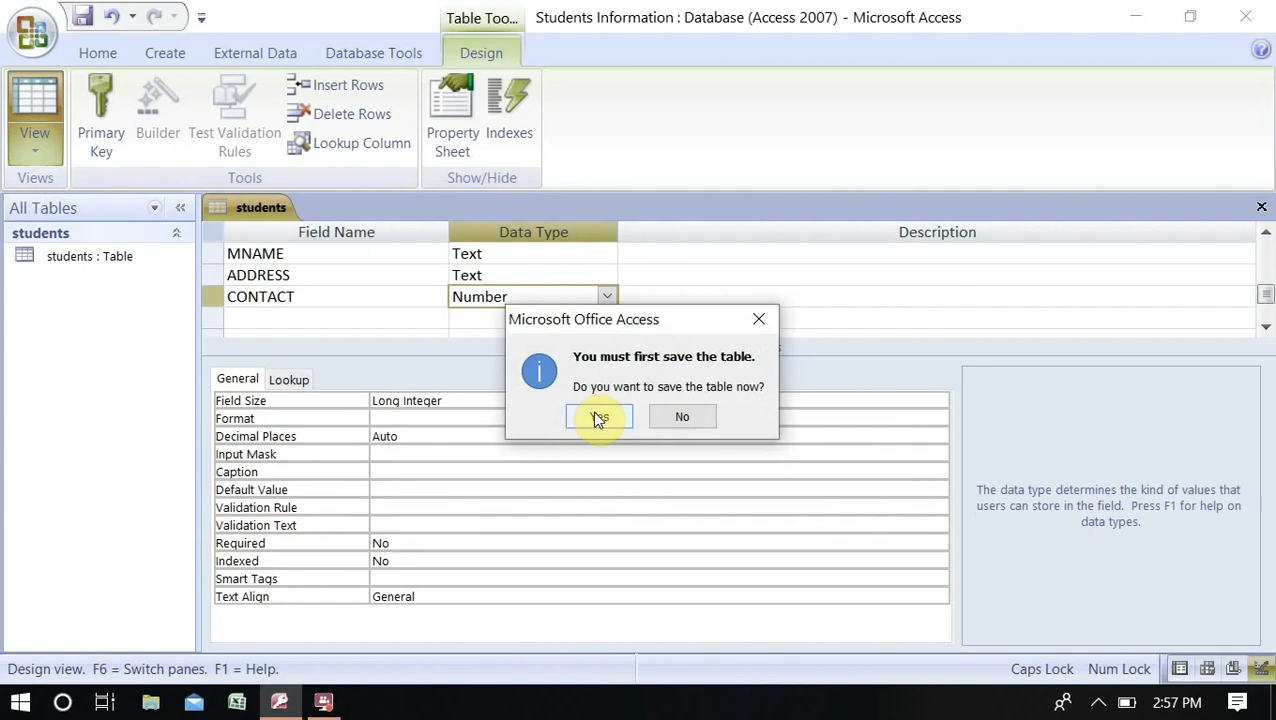 Table Too...
Students Information : Database (Access 2007) - Microsoft Access
Home
Create
External Data
Database Tools
Design
View
Primary Key
Builder
Test Validation Rules
Insert Rows
Delete Rows
Lookup Column
Property Sheet
Indexes
Views
Tools
Show/Hide
All Tables
students
students : Table
students
Field Name
Data Type
Description
MNAME
Text
ADDRESS
Text
CONTACT
Number
Microsoft Office Access
You must first save the table.
Do you want to save the table now?
Yes
No
General
Lookup
Field Size
Long Integer
Format
Decimal Places
Auto
Input Mask
Caption
Default Value
Validation Rule
Validation Text
Required
No
Indexed
No
Smart Tags
Text Align
General
The data type determines the kind of values that
users can store in the field. Press F1 for help on
data types.
Design view. F6 = Switch panes. F1 = Help.
Caps Lock
Num Lock
2:57 PM